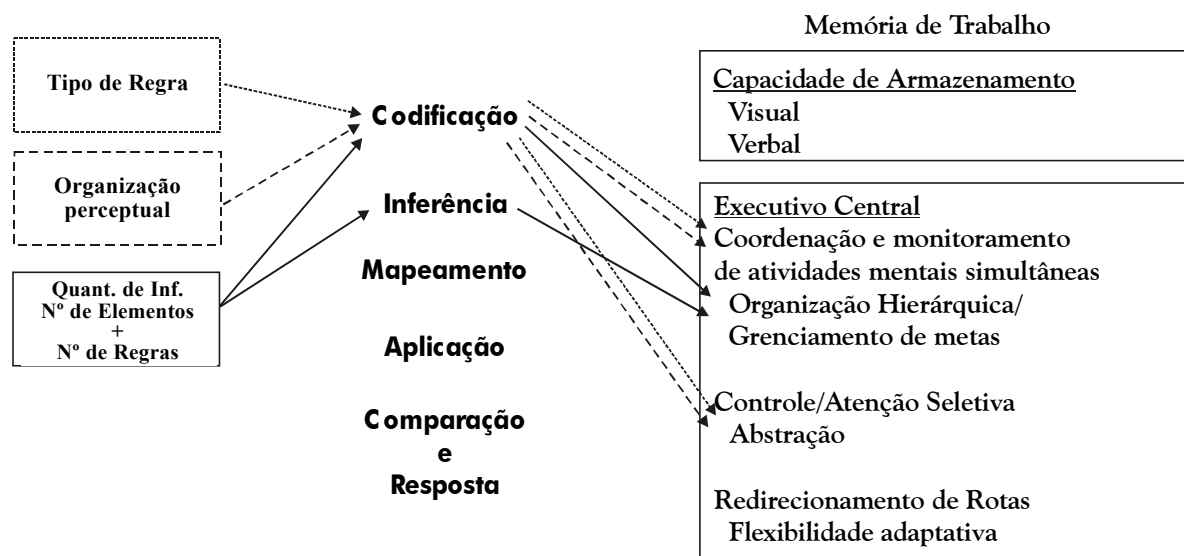 Memória de Trabalho
Tipo de Regra
Organização
perceptual
Quant. de Inf.
Nº de Elementos
+
Nº de Regras
Codificação
Inferência
Mapeamento
Aplicação
Comparação
e
Resposta
Capacidade de Armazenamento
Visual
Verbal
Executivo Central
Coordenação e monitoramento
de atividades mentais simultâneas
Organização Hierárquica/
Grenciamento de metas
Controle/Atenção Seletiva
Abstração
Redirecionamento de Rotas
Flexibilidade adaptativa